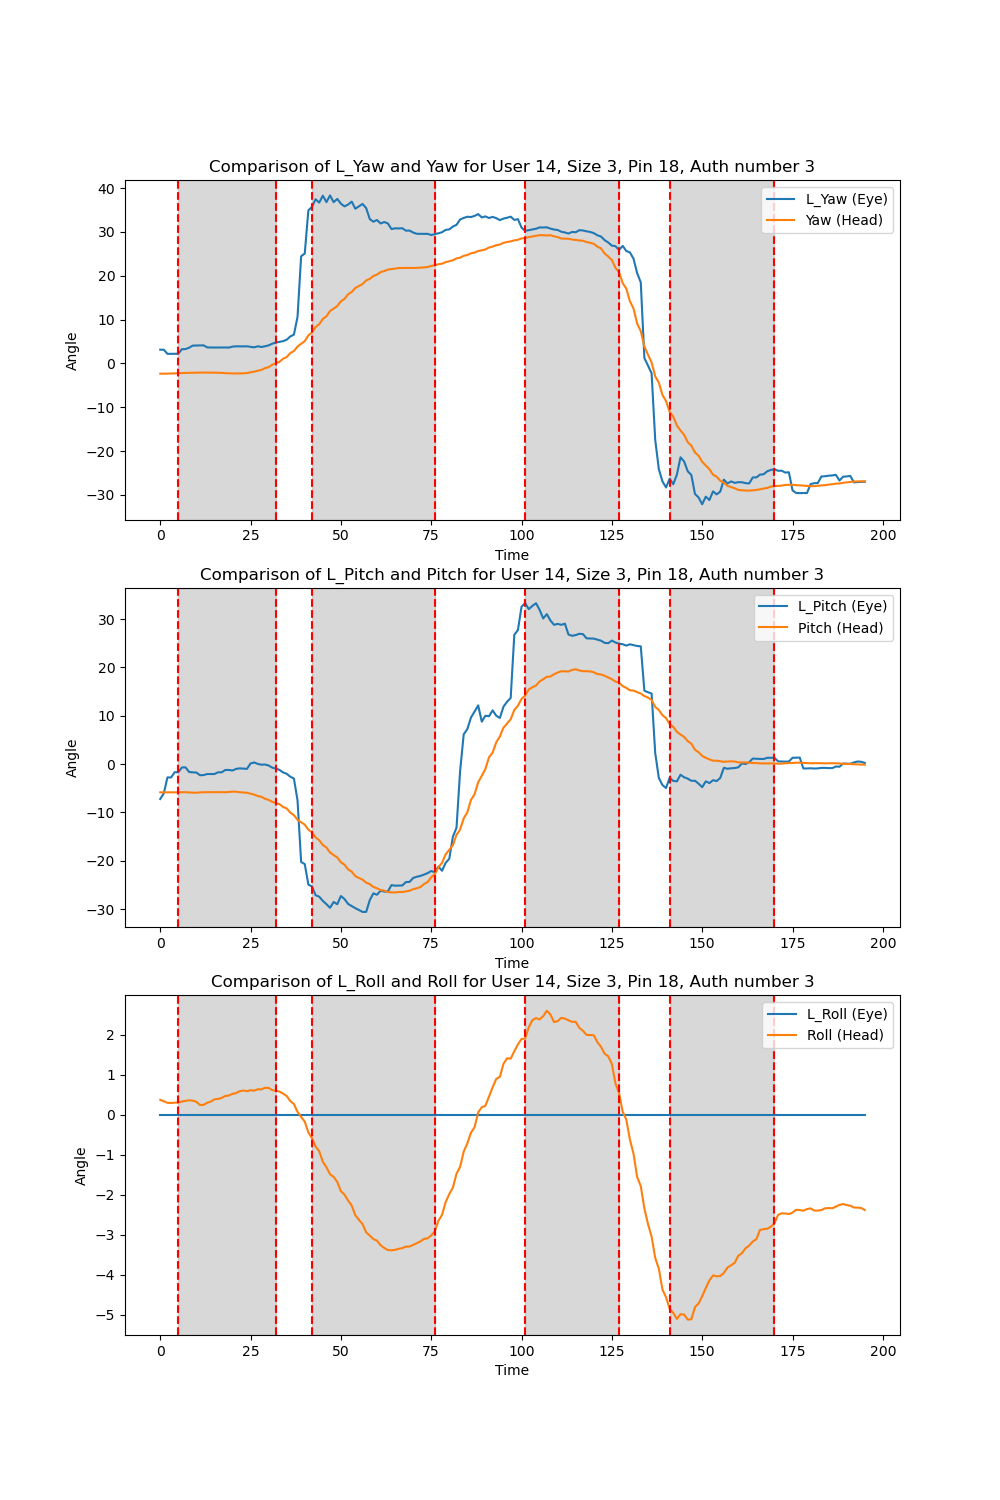 Comparison of L_Yaw and Yaw for User 14, Size 3, Pin 18, Auth number 3
40
30
20
10
0
−10
−20
−30
Angle
L_Yaw (Eye)
Yaw (Head)
0 25 50 75 100 125 150 175 200
Time
Comparison of L_Pitch and Pitch for User 14, Size 3, Pin 18, Auth number 3
30
20
10
0
−10
−20
−30
Angle
L_Pitch (Eye)
Pitch (Head)
0 25 50 75 100 125 150 175 200
Time
Comparison of L_Roll and Roll for User 14, Size 3, Pin 18, Auth number 3
2
1
0
−1
−2
−3
−4
−5
Angle
L_Roll (Eye)
Roll (Head)
0 25 50 75 100 125 150 175 200
Time